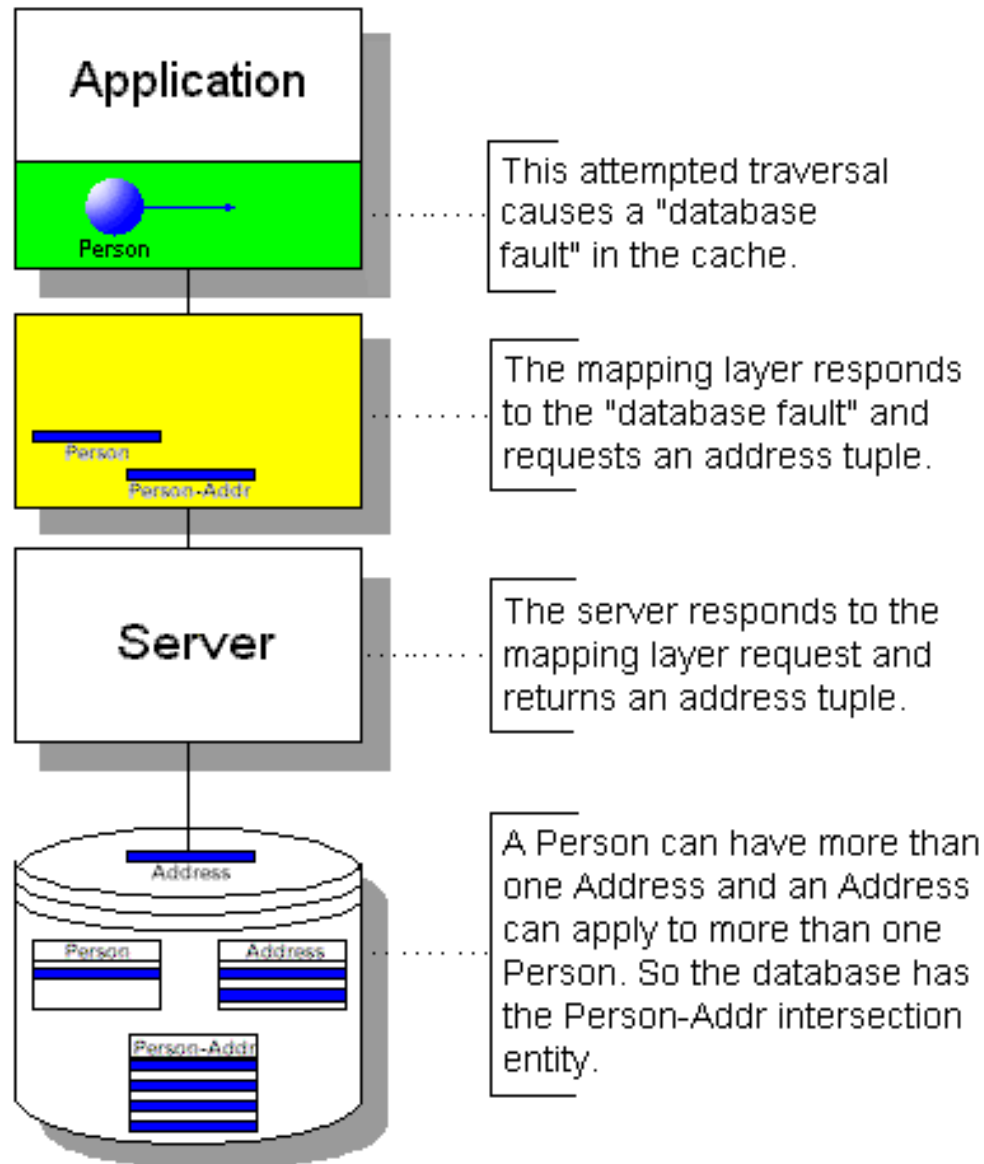 Application
Person
This attempted traversal
causes a "database
fault" in the cache.
Person
Person-Addr
The mapping layer responds
to the "database fault" and
requests an address tuple.
Server
The server responds to the
mapping layer request and
returns an address tuple.
Address
Person
Address
Person-Addr
A Person can have more than
one Address and an Address
can apply to more than one
Person. So the database has
the Person-Addr intersection
entity.